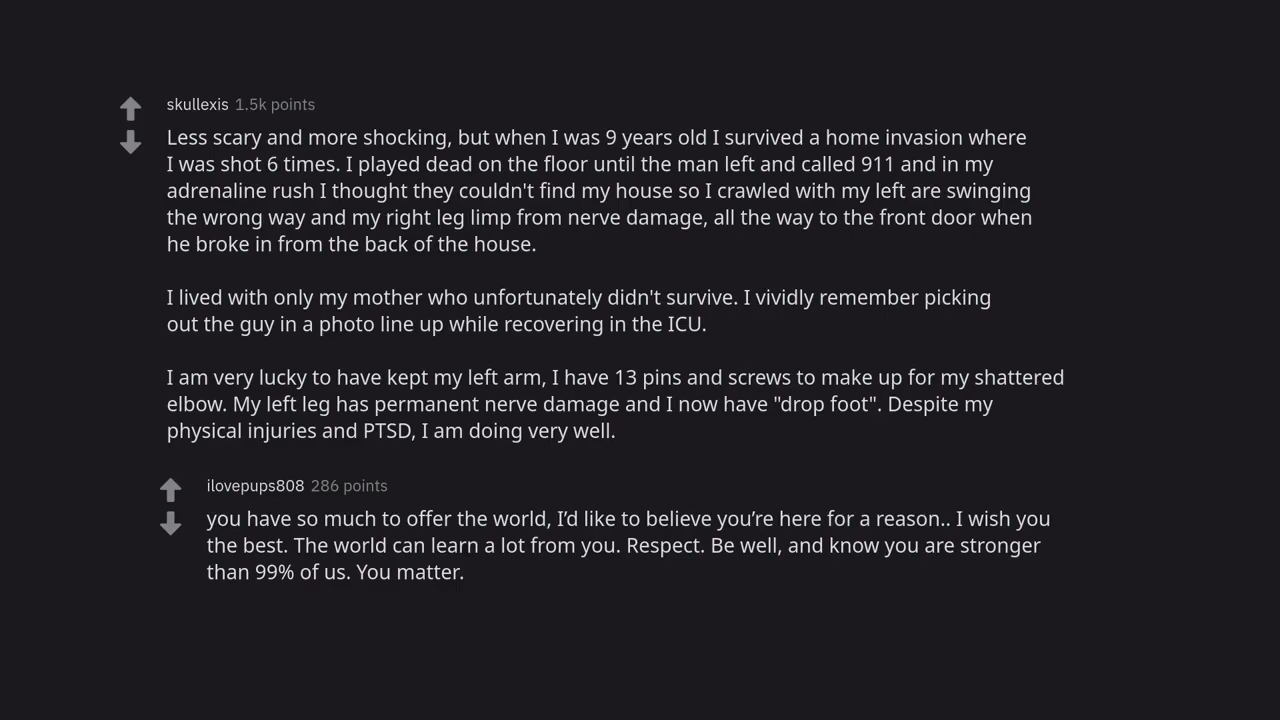 skullexis 1.5k points
Less scary and more shocking, but when I was 9 years old I survived a home invasion where
I was shot 6 times. I played dead on the floor until the man left and called 911 and in my
adrenaline rush I thought they couldn't find my house so I crawled with my left are swinging
the wrong way and my right leg limp from nerve damage, all the way to the front door when
he broke in from the back of the house.
I lived with only my mother who unfortunately didn't survive. I vividly remember picking
out the guy in a photo line up while recovering in the ICU.
I am very lucky to have kept my left arm, I have 13 pins and screws to make up for my shattered
elbow. My left leg has permanent nerve damage and I now have "drop foot". Despite my
physical injuries and PTSD, I am doing very well.
ilovepups808 286 points
you have so much to offer the world, I’d like to believe you’re here for a reason.. I wish you
the best. The world can learn a lot from you. Respect. Be well, and know you are stronger
than 99% of us. You matter.